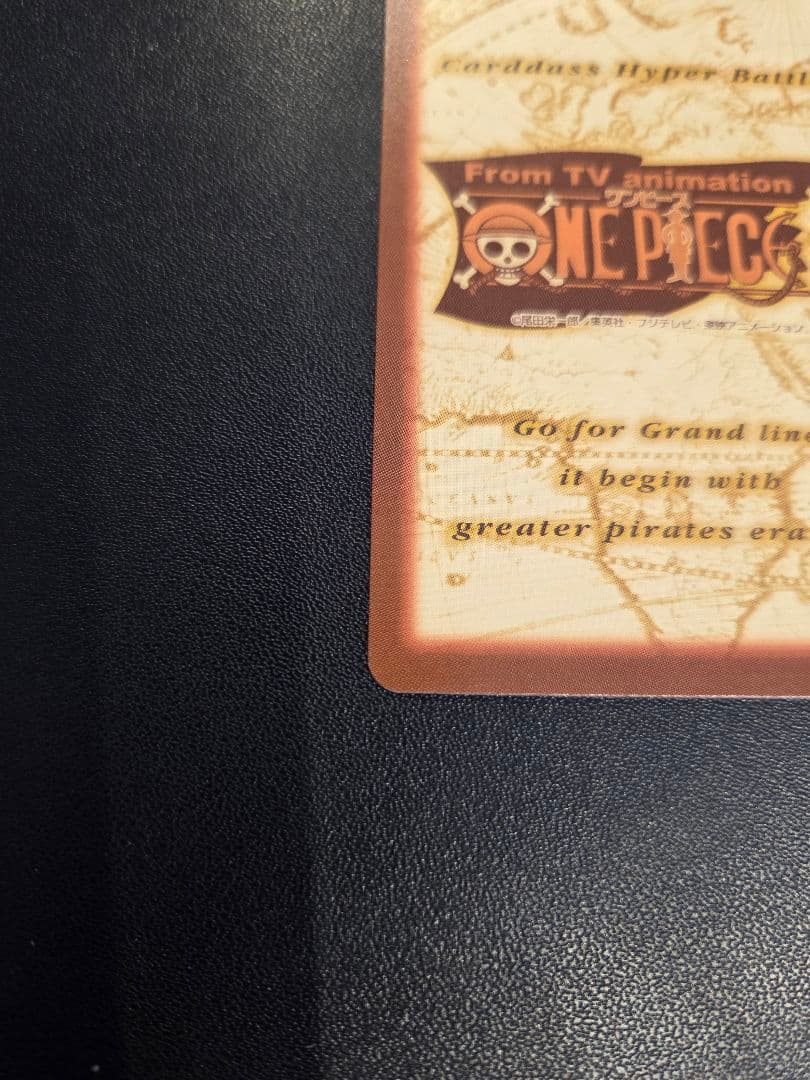 Carddass Hyper Battl
From TV animation
ワンピース
ONE PIECE
©尾田栄一郎／集英社・フジテレビ・東映アニメーション
Go for Grand line
it begin with
greater pirates era